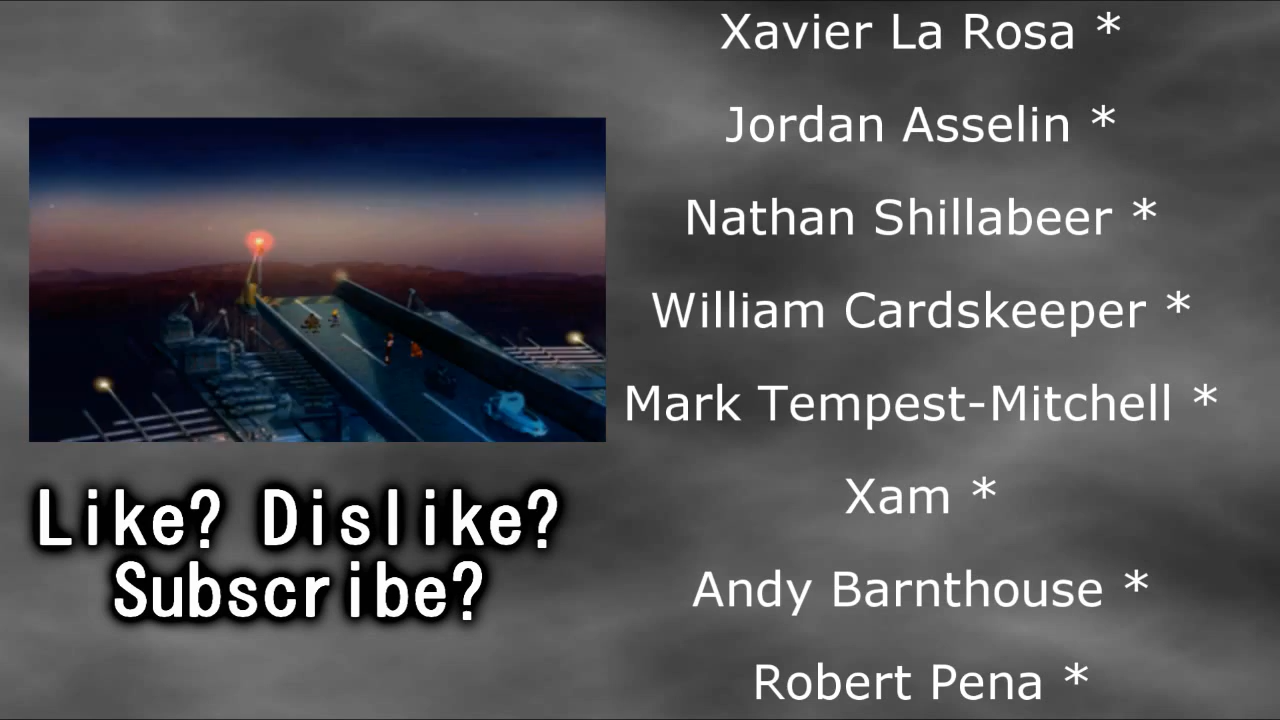 Xavier La Rosa *
Jordan Asselin *
Nathan Shillabeer *
William Cardskeeper *
Mark Tempest-Mitchell *
Xam *
Andy Barnthouse *
Robert Pena *
Like? Dislike?
Subscribe?